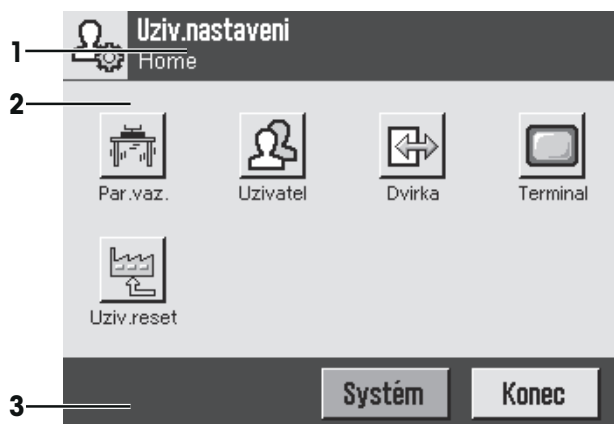 Uziv.nastaveni
1
Home
2
Par.vaz.
Uzivatel
Dvirka
Terminal
Uziv.reset
3
Systém
Konec